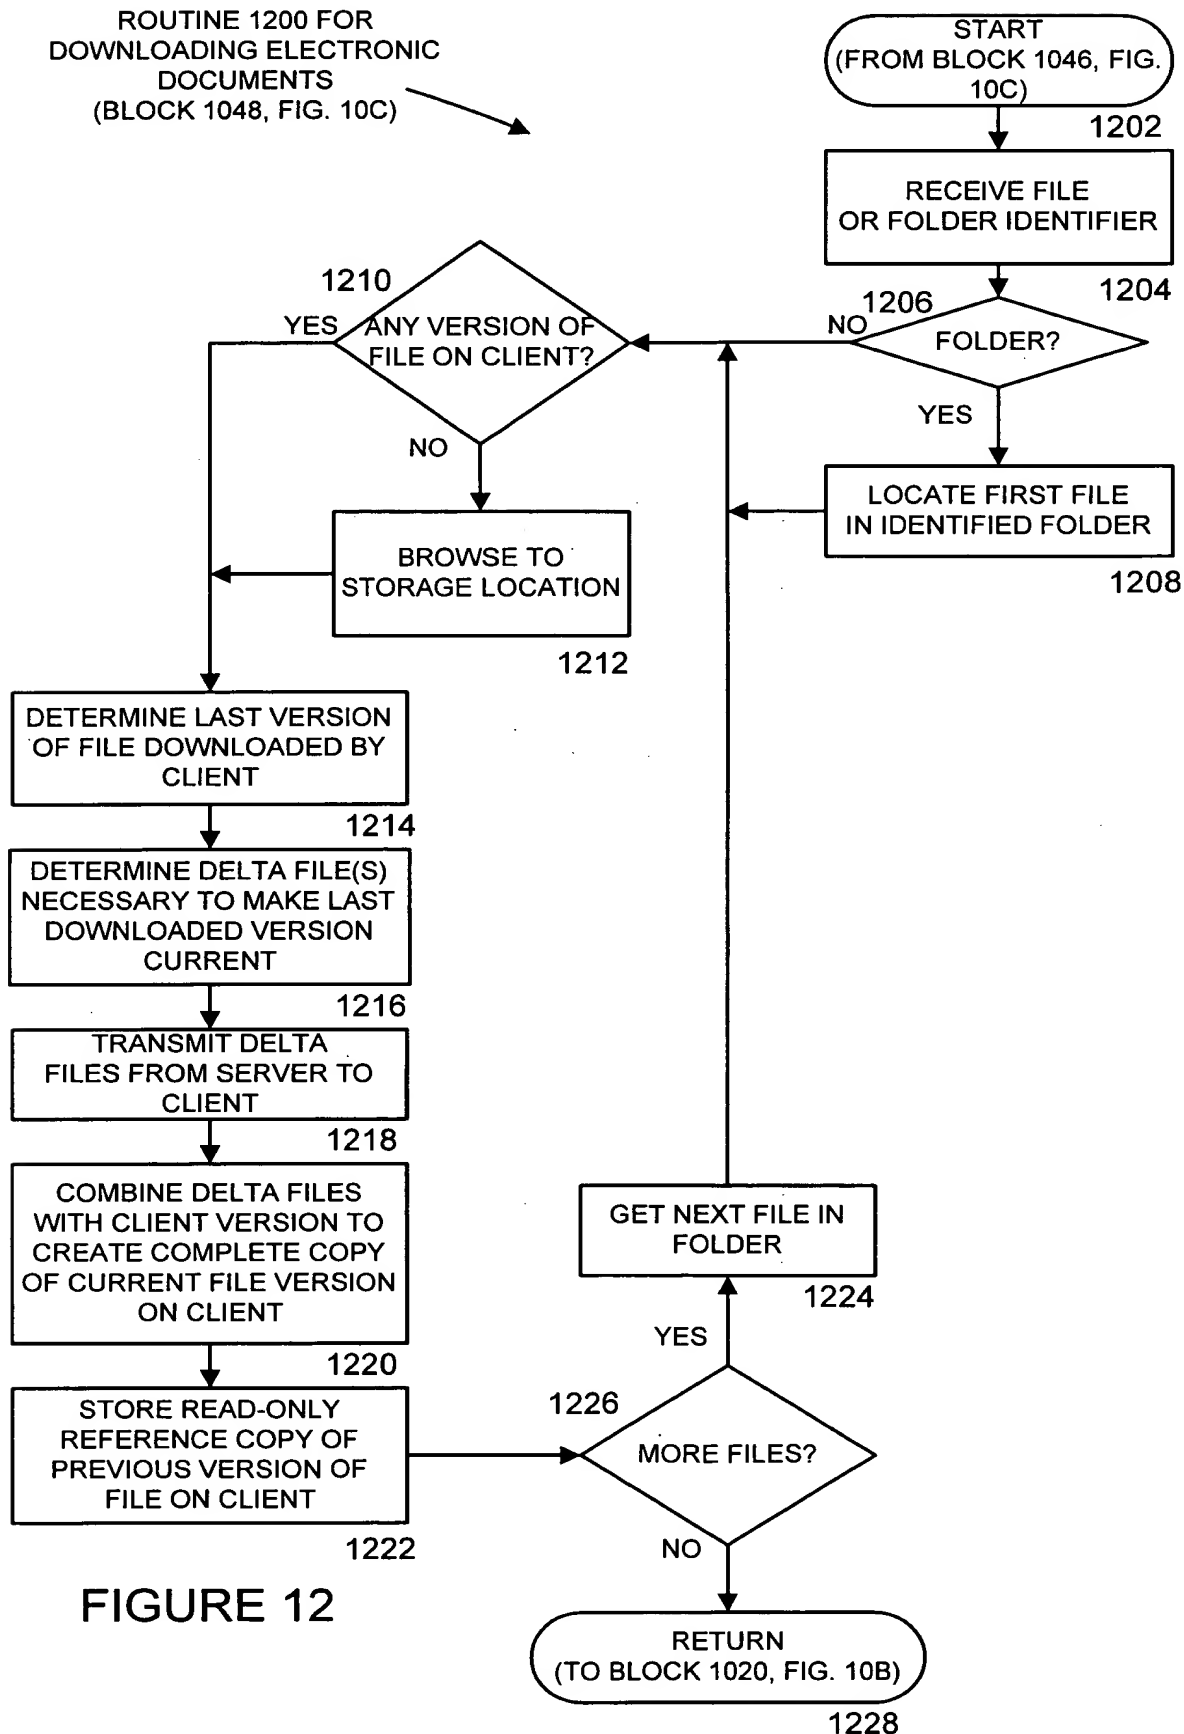 ROUTINE 1200 FOR
DOWNLOADING ELECTRONIC
DOCUMENTS
(BLOCK 1048, FIG. 10C)
START
(FROM BLOCK 1046, FIG.
10C)
1202
RECEIVE FILE
OR FOLDER IDENTIFIER
1204
1206
FOLDER?
NO
YES
LOCATE FIRST FILE
IN IDENTIFIED FOLDER
1208
1210
ANY VERSION OF
FILE ON CLIENT?
YES
NO
BROWSE TO
STORAGE LOCATION
1212
DETERMINE LAST VERSION
OF FILE DOWNLOADED BY
CLIENT
1214
DETERMINE DELTA FILE(S)
NECESSARY TO MAKE LAST
DOWNLOADED VERSION
CURRENT
1216
TRANSMIT DELTA
FILES FROM SERVER TO
CLIENT
1218
COMBINE DELTA FILES
WITH CLIENT VERSION TO
CREATE COMPLETE COPY
OF CURRENT FILE VERSION
ON CLIENT
1220
STORE READ-ONLY
REFERENCE COPY OF
PREVIOUS VERSION OF
FILE ON CLIENT
1222
GET NEXT FILE IN
FOLDER
1224
YES
1226
MORE FILES?
NO
RETURN
(TO BLOCK 1020, FIG. 10B)
1228
FIGURE 12